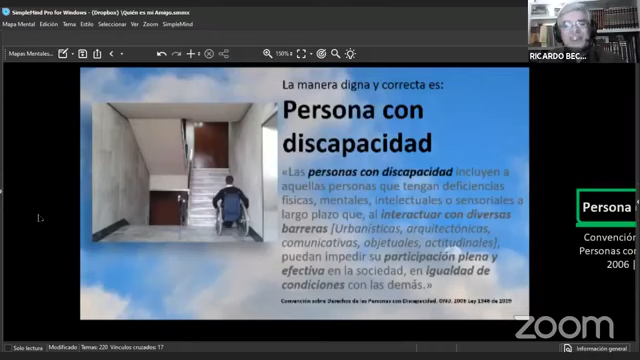 SimpleMind Pro for Windows - (Dropbox) \Quién es mi Amigo.smmx
Mapa Mental Edición Tema Estilo Seleccionar Ver Zoom SimpleMind
Mapas Mentales...
150%
RICARDO BEC...
La manera digna y correcta es:
Persona con
discapacidad
«Las personas con discapacidad incluyen a
aquellas personas que tengan deficiencias
físicas, mentales, intelectuales o sensoriales a
largo plazo que, al interactuar con diversas
barreras [Urbanísticas, arquitectónicas,
comunicativas, objetuales, actitudinales],
puedan impedir su participación plena y
efectiva en la sociedad, en igualdad de
condiciones con las demás.»
Convención sobre Derechos de las Personas con Discapacidad. ONU. 2006 Ley 1346 de 2009
Persona
Convención
Personas con
2006 |
zoom
Solo lectura Modificado Temas: 220. Vínculos cruzados: 17
Información general